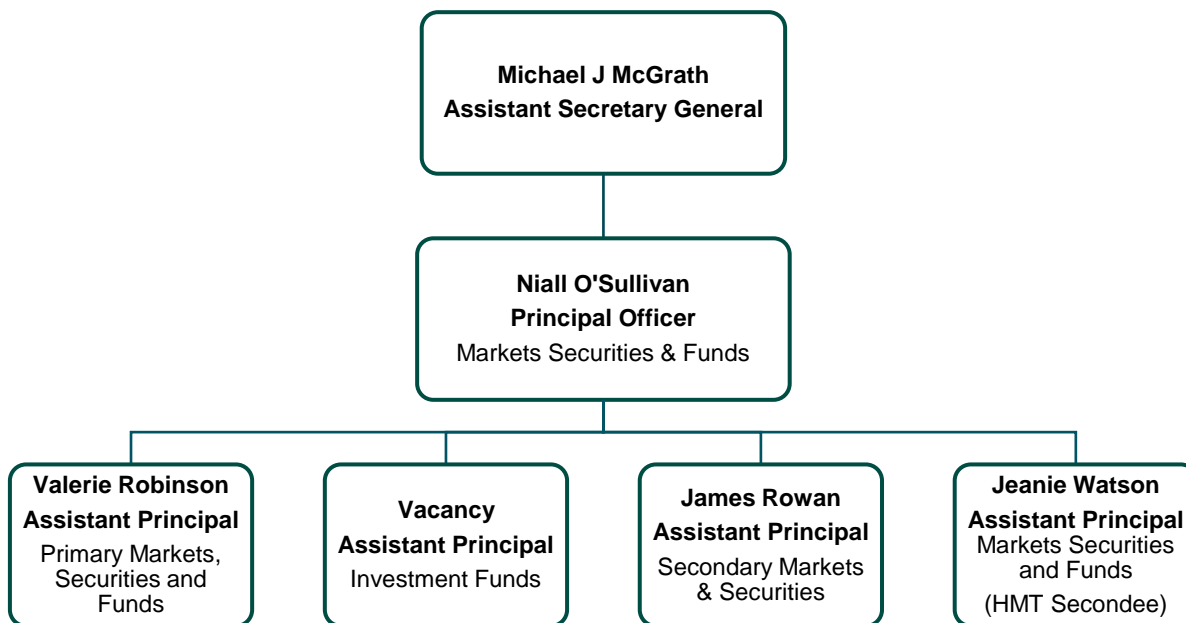 Michael J McGrath
Assistant Secretary General
Niall O'Sullivan
Principal Officer
Markets Securities & Funds
Valerie Robinson
Assistant Principal
Primary Markets,
Securities and
Funds
Vacancy
Assistant Principal
Investment Funds
James Rowan
Assistant Principal
Secondary Markets
& Securities
Jeanie Watson
Assistant Principal
Markets Securities
and Funds
(HMT Secondee)